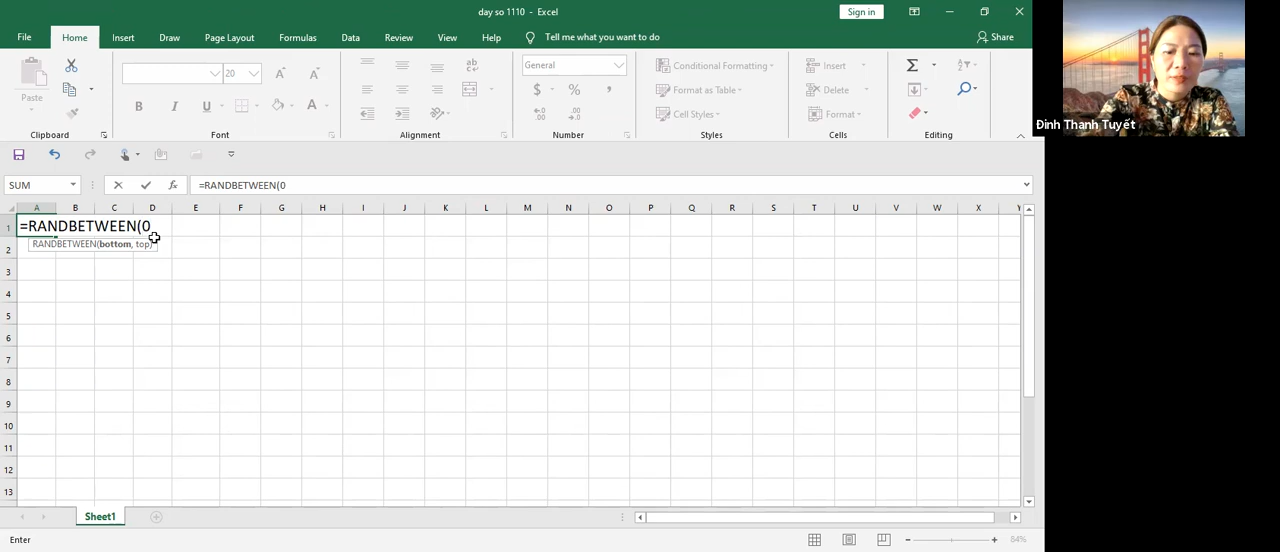 day so 1110 - Excel
Sign in
File Home Insert Draw Page Layout Formulas Data Review View Help Tell me what you want to do Share
Paste
20
B I U A
ab
General
$ % ,
Conditional Formatting
Format as Table
Cell Styles
Insert
Delete
Format
Clipboard Font Alignment Number Styles Cells Editing
SUM
fx
=RANDBETWEEN(0
A B C D E F G H I J K L M N O P Q R S T U V W X Y
1 =RANDBETWEEN(0
RANDBETWEEN(bottom, top)
2
3
4
5
6
7
8
9
10
11
12
13
Sheet1
Enter
84%
Đinh Thanh Tuyết